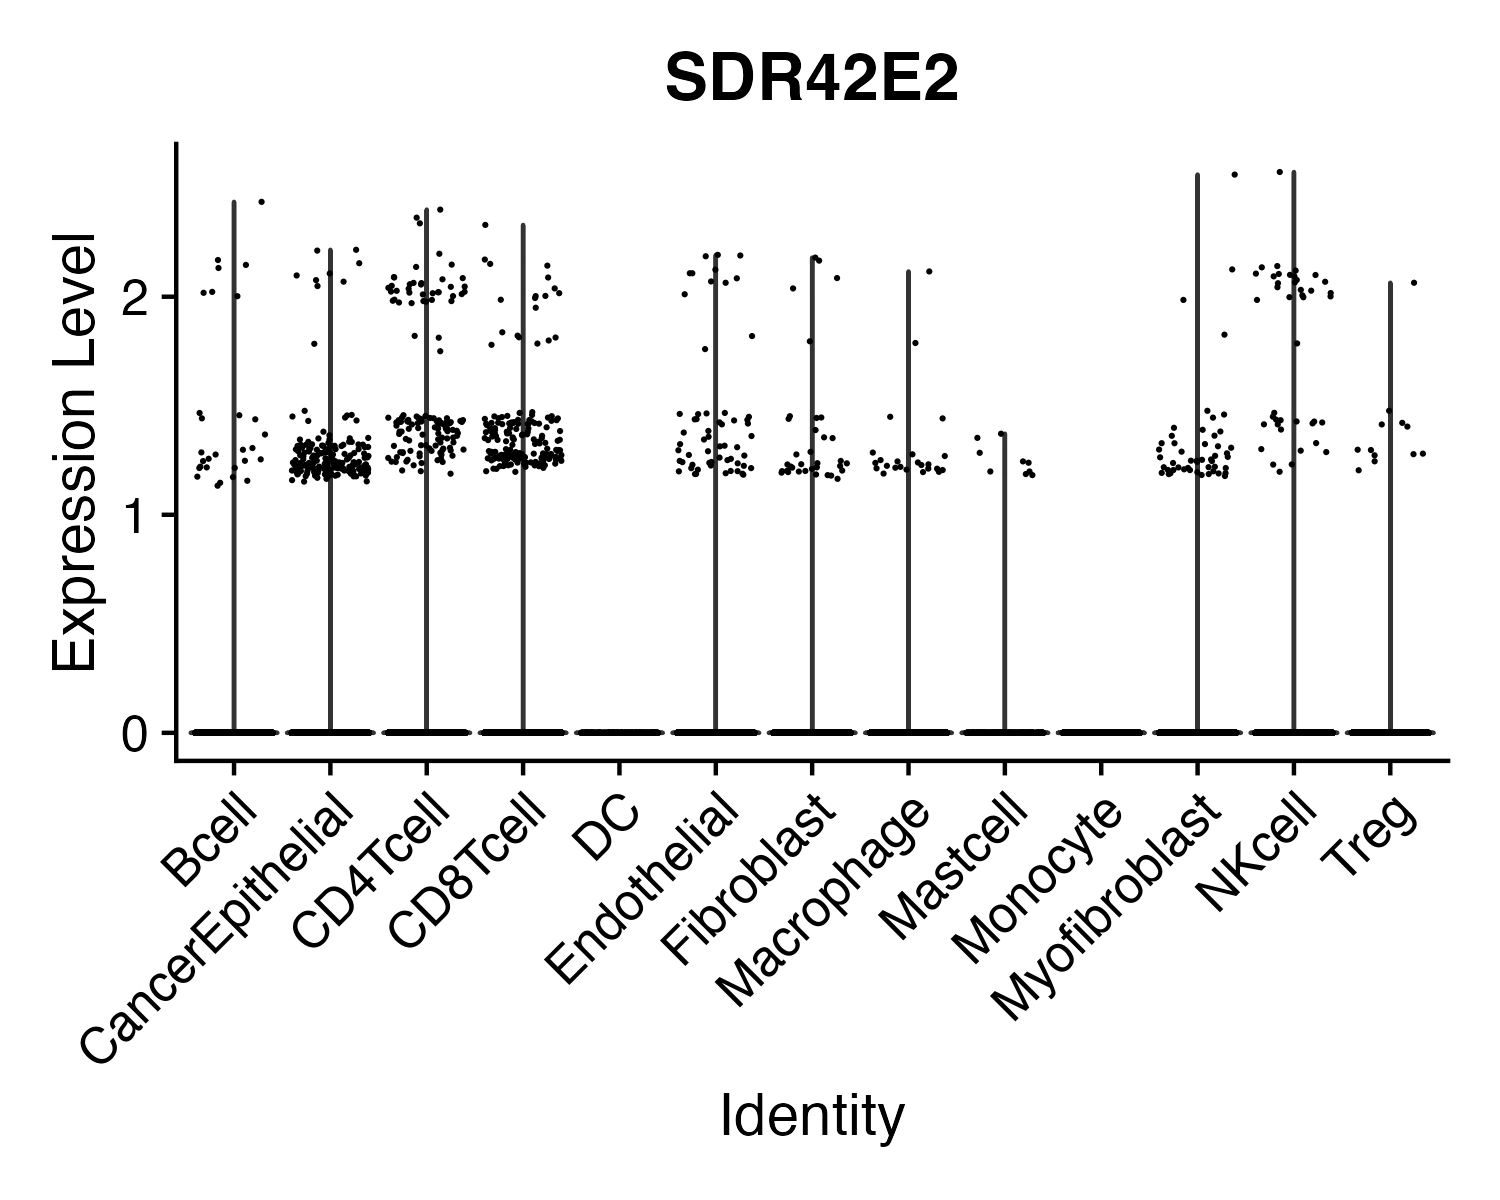 SDR42E2
Expression Level
2
1
0
Bcell
CancerEpithelial
CD4Tcell
CD8Tcell
DC
Endothelial
Fibroblast
Macrophage
Mastcell
Monocyte
Myofibroblast
NKcell
Treg
Identity